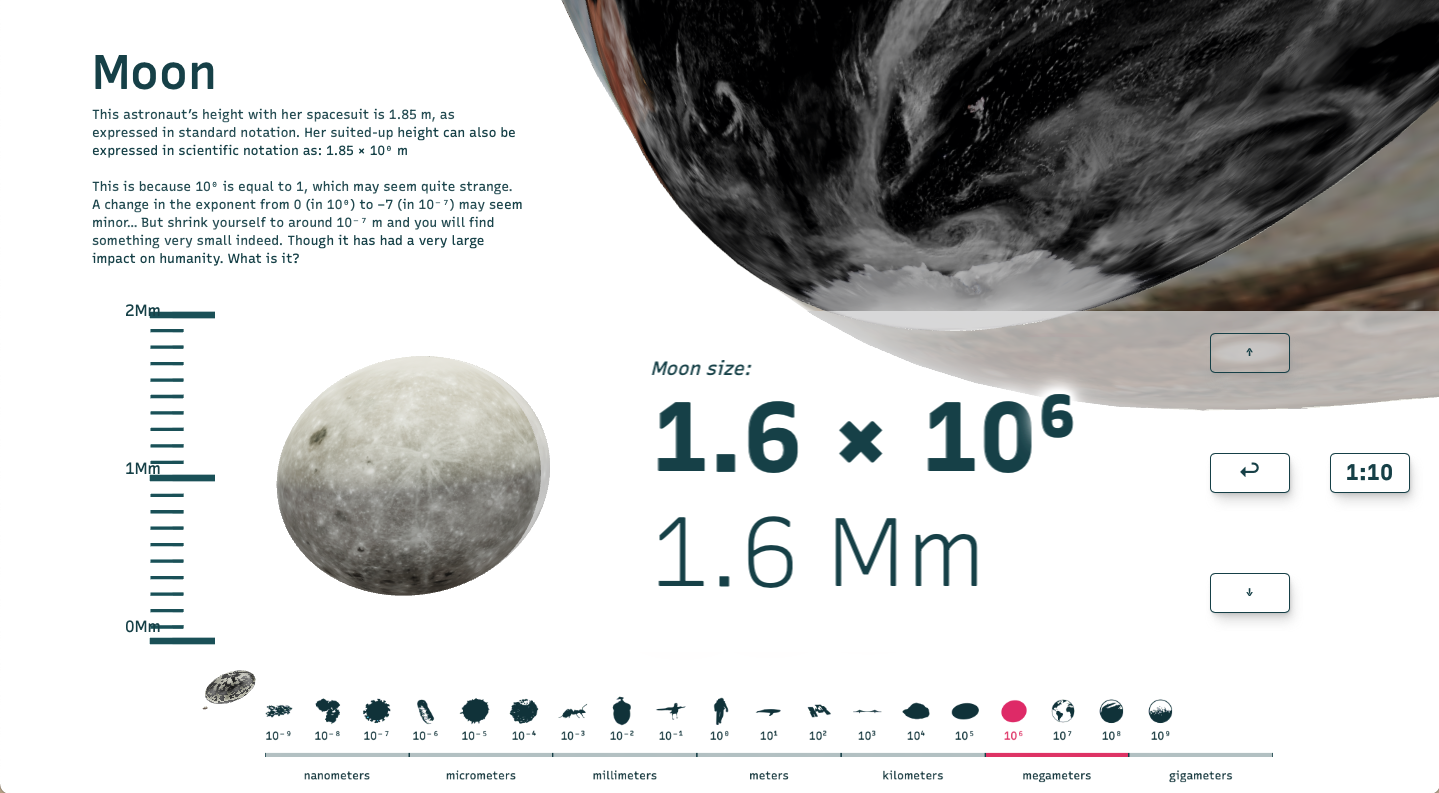 Moon
This astronaut’s height with her spacesuit is 1.85 m, as
expressed in standard notation. Her suited-up height can also be
expressed in scientific notation as: 1.85 × 10⁰ m
This is because 10⁰ is equal to 1, which may seem quite strange.
A change in the exponent from 0 (in 10⁰) to −7 (in 10⁻⁷) may seem
minor… But shrink yourself to around 10⁻⁷ m and you will find
something very small indeed. Though it has had a very large
impact on humanity. What is it?
2Mm
1Mm
0Mm
Moon size:
1.6 × 10⁶
1.6 Mm
↑
↵ 1:10
↓
10⁻⁹ 10⁻⁸ 10⁻⁷ 10⁻⁶ 10⁻⁵ 10⁻⁴ 10⁻³ 10⁻² 10⁻¹ 10⁰ 10¹ 10² 10³ 10⁴ 10⁵ 10⁶ 10⁷ 10⁸ 10⁹
nanometers micrometers millimeters meters kilometers megameters gigameters